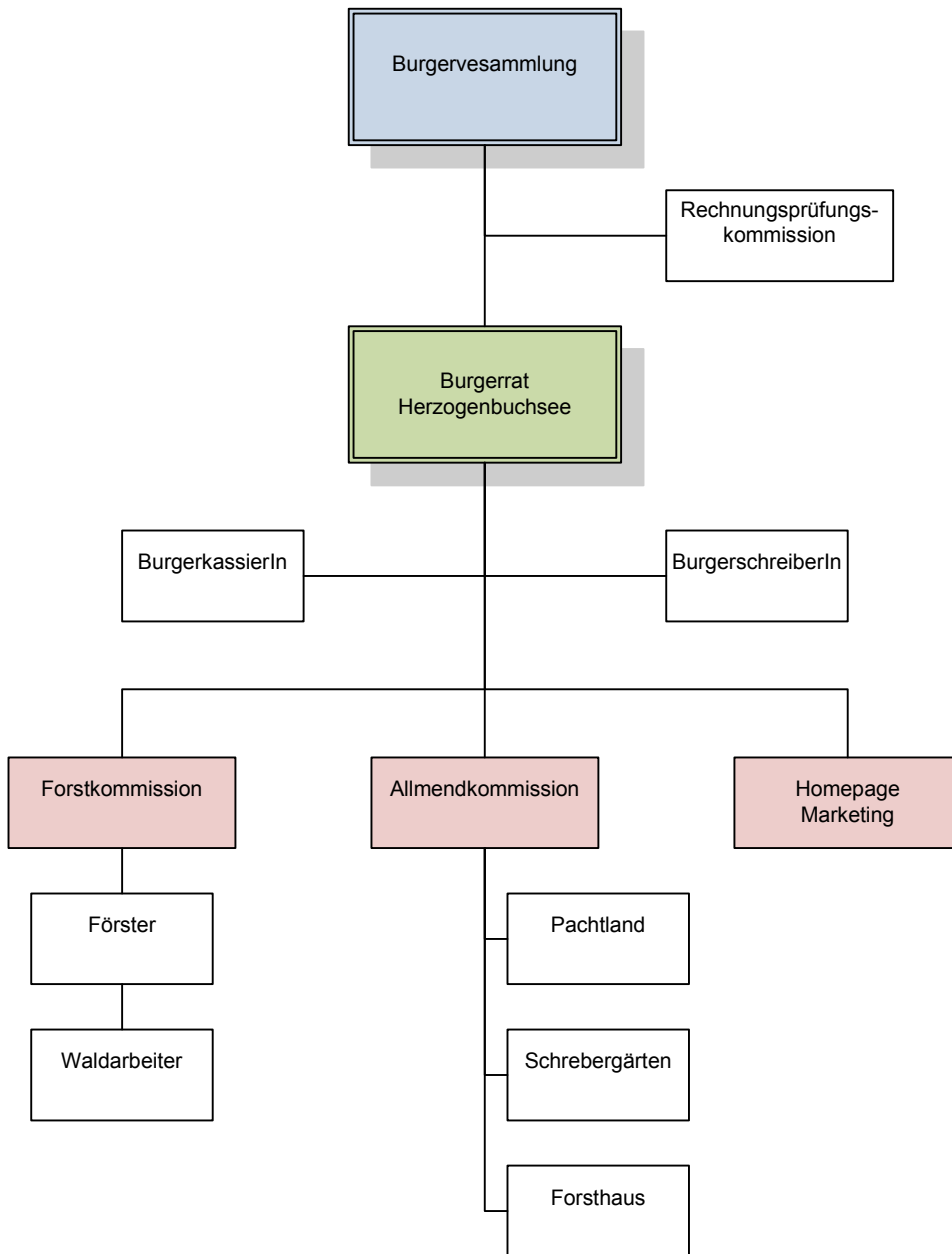 Burgervesammlung
Rechnungsprüfungs-
kommission
Burgerrat
Herzogenbuchsee
BurgerkassierIn
BurgerschreiberIn
Forstkommission
Allmendkommission
Homepage
Marketing
Förster
Pachtland
Waldarbeiter
Schrebergärten
Forsthaus